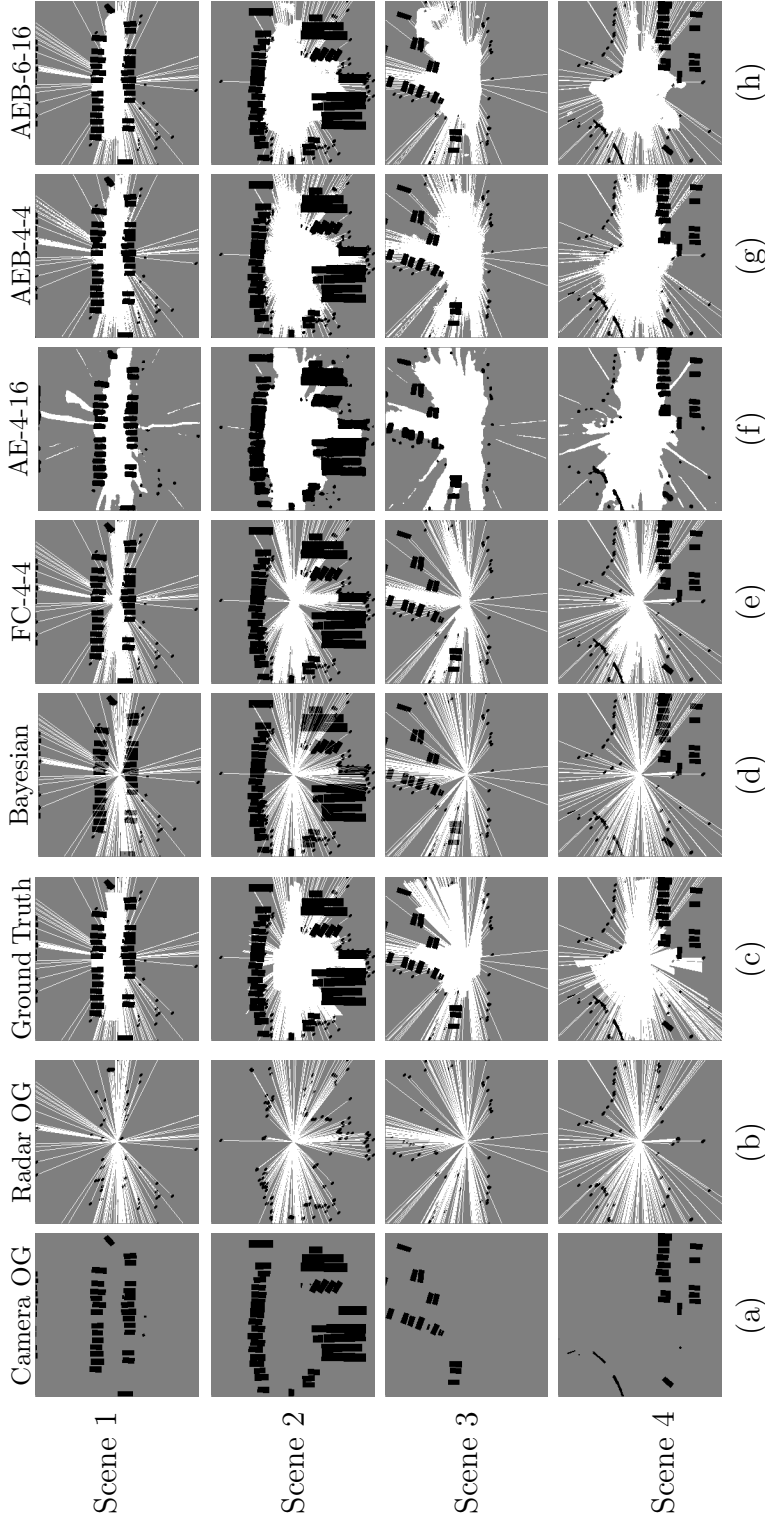 Camera OG
Radar OG
Ground Truth
Bayesian
FC-4-4
AE-4-16
AEB-4-4
AEB-6-16
Scene 1
Scene 2
Scene 3
Scene 4
(a)
(b)
(c)
(d)
(e)
(f)
(g)
(h)